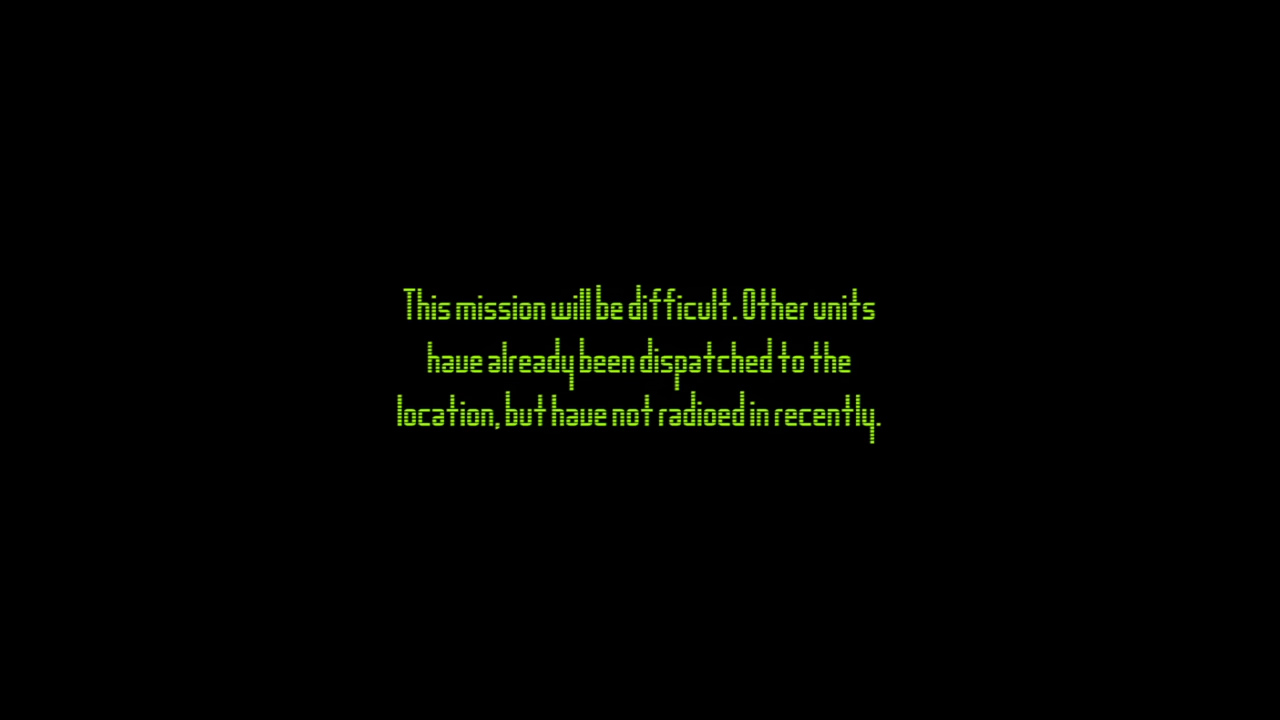 This mission will be difficult. Other units
have already been dispatched to the
location, but have not radioed in recently.